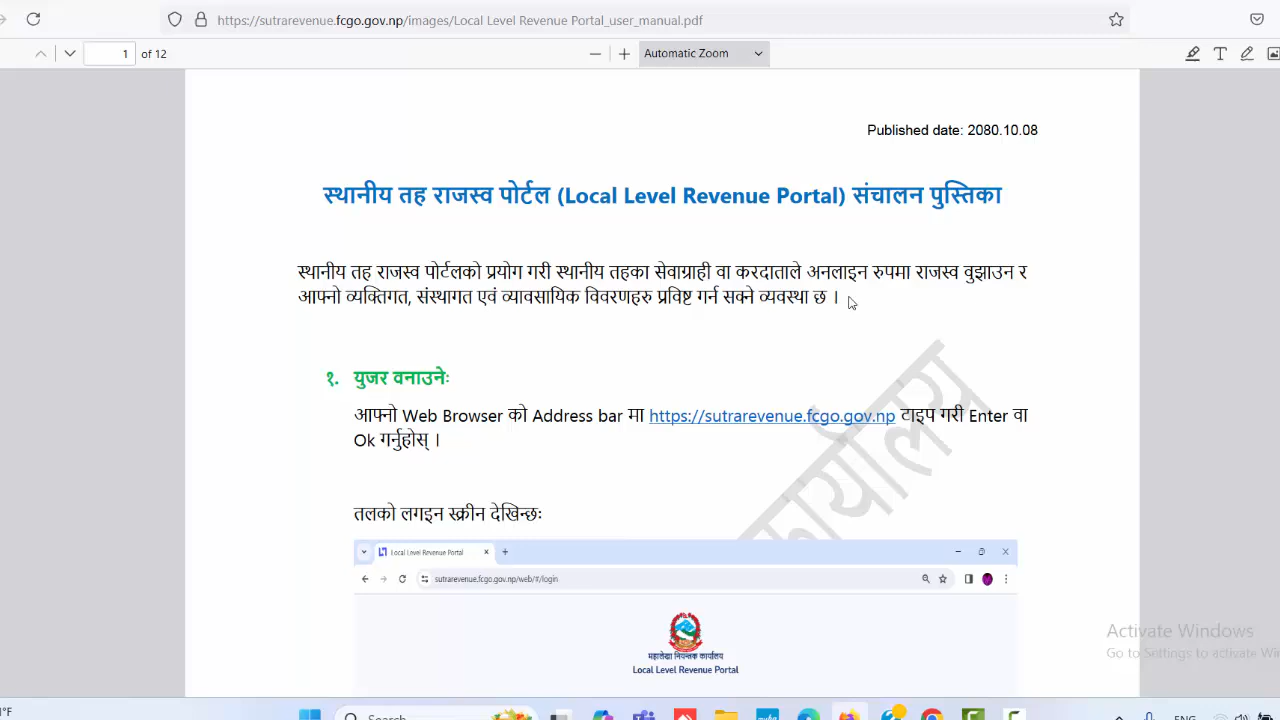 https://sutrarevenue.fcgo.gov.np/images/Local Level Revenue Portal_user_manual.pdf
1 of 12 Automatic Zoom
Published date: 2080.10.08
स्थानीय तह राजस्व पोर्टल (Local Level Revenue Portal) संचालन पुस्तिका
स्थानीय तह राजस्व पोर्टलको प्रयोग गरी स्थानीय तहका सेवाग्राही वा करदाताले अनलाइन रुपमा राजस्व वुझाउन र
आफ्नो व्यक्तिगत, संस्थागत एवं व्यावसायिक विवरणहरु प्रविष्ट गर्न सक्ने व्यवस्था छ ।
१. युजर वनाउनेः
आफ्नो Web Browser को Address bar मा https://sutrarevenue.fcgo.gov.np टाइप गरी Enter वा
Ok गर्नुहोस् ।
तलको लगइन स्क्रीन देखिन्छः
Local Level Revenue Portal
sutrarevenue.fcgo.gov.np/web/#/login
महालेखा नियन्त्रक कार्यालय
Local Level Revenue Portal
कार्यालय
Activate Windows
Go to Settings to activate
Search
ENG